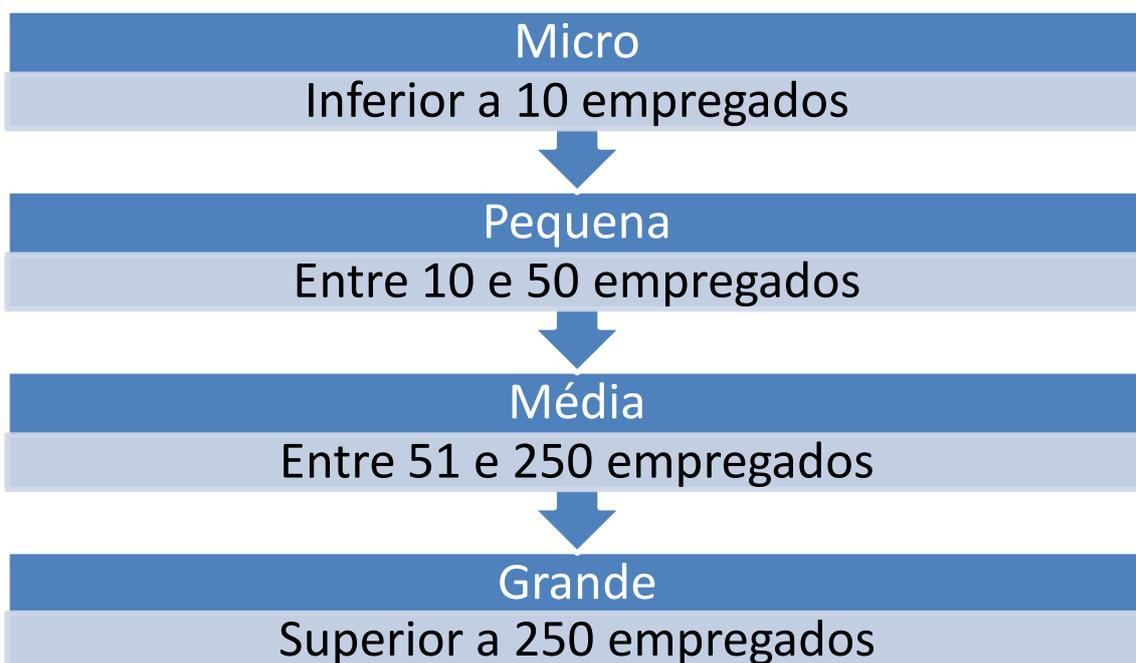 Micro
Inferior a 10 empregados
Pequena
Entre 10 e 50 empregados
Média
Entre 51 e 250 empregados
Grande
Superior a 250 empregados